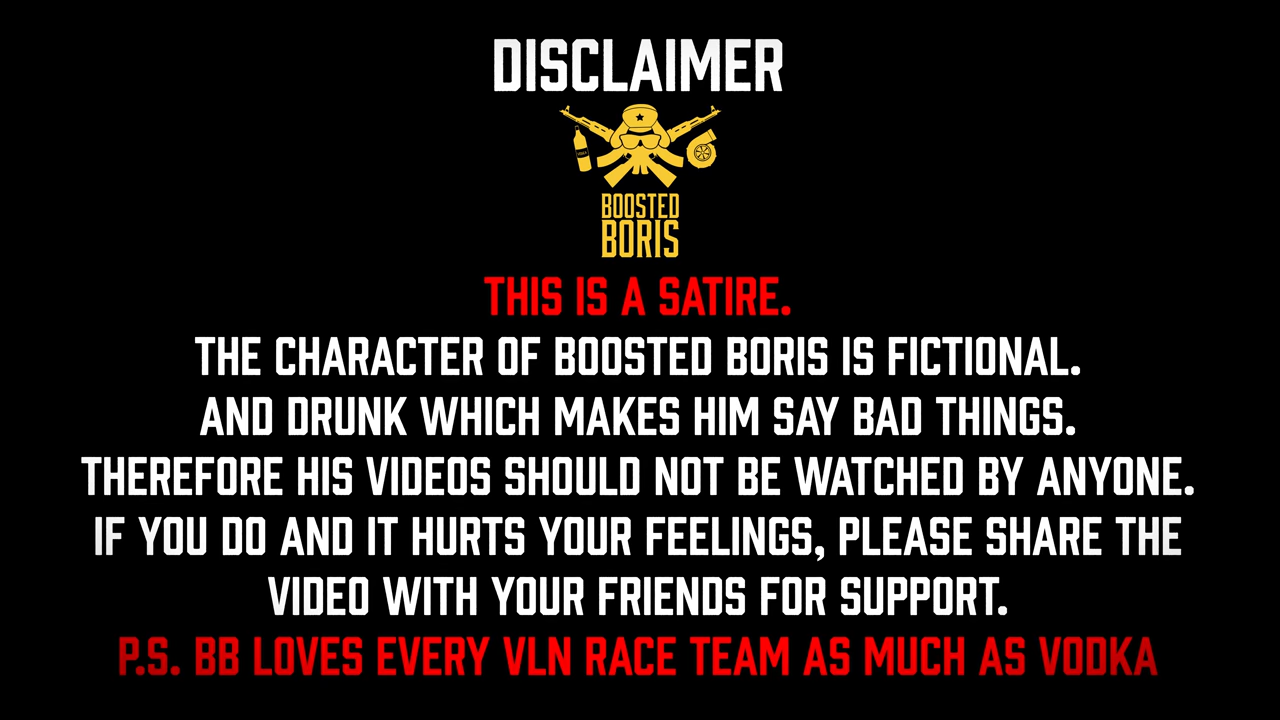 DISCLAIMER
BOOSTED
BORIS
THIS IS A SATIRE.
THE CHARACTER OF BOOSTED BORIS IS FICTIONAL.
AND DRUNK WHICH MAKES HIM SAY BAD THINGS.
THEREFORE HIS VIDEOS SHOULD NOT BE WATCHED BY ANYONE.
IF YOU DO AND IT HURTS YOUR FEELINGS, PLEASE SHARE THE
VIDEO WITH YOUR FRIENDS FOR SUPPORT.
P.S. BB LOVES EVERY VLN RACE TEAM AS MUCH AS VODKA